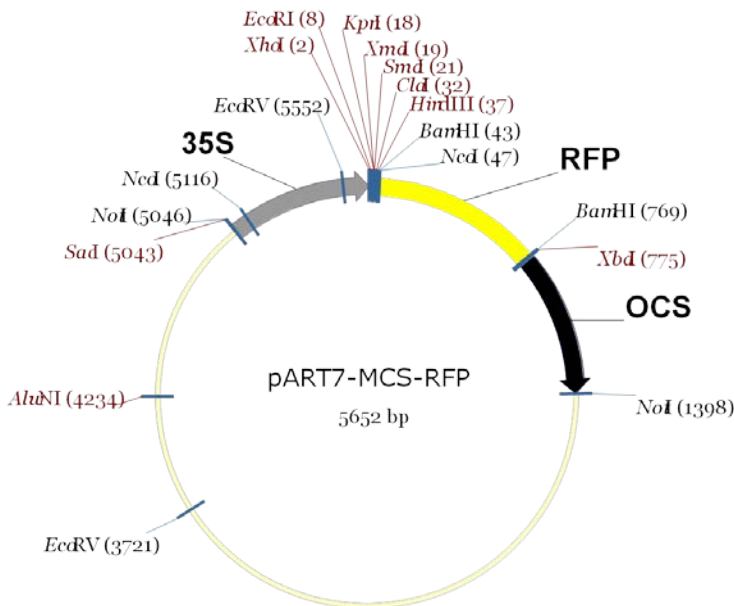 EcoRI (8)
KpnI (18)
XhoI (2)
XmaI (19)
SmaI (21)
ClaI (32)
HindIII (37)
EcoRV (5552)
BamHI (43)
35S
NcoI (47)
RFP
NcoI (5116)
NotI (5046)
BamHI (769)
SacI (5043)
XbaI (775)
OCS
pART7-MCS-RFP
5652 bp
AlwNI (4234)
NotI (1398)
EcoRV (3721)